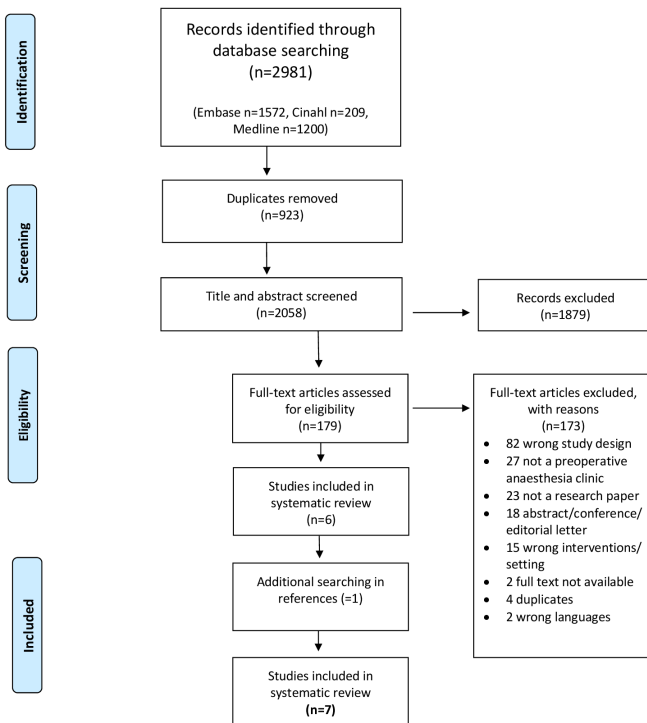 Identification
Records identified through
database searching
(n=2981)
(Embase n=1572, Cinahl n=209,
Medline n=1200)
Screening
Duplicates removed
(n=923)
Title and abstract screened
(n=2058)
Records excluded
(n=1879)
Eligibility
Full-text articles assessed
for eligibility
(n=179)
Full-text articles excluded,
with reasons
(n=173)
• 82 wrong study design
• 27 not a preoperative
anaesthesia clinic
• 23 not a research paper
• 18 abstract/conference/
editorial letter
• 15 wrong interventions/
setting
• 2 full text not available
• 4 duplicates
• 2 wrong languages
Studies included in
systematic review
(n=6)
Included
Additional searching in
references (=1)
Studies included in
systematic review
(n=7)